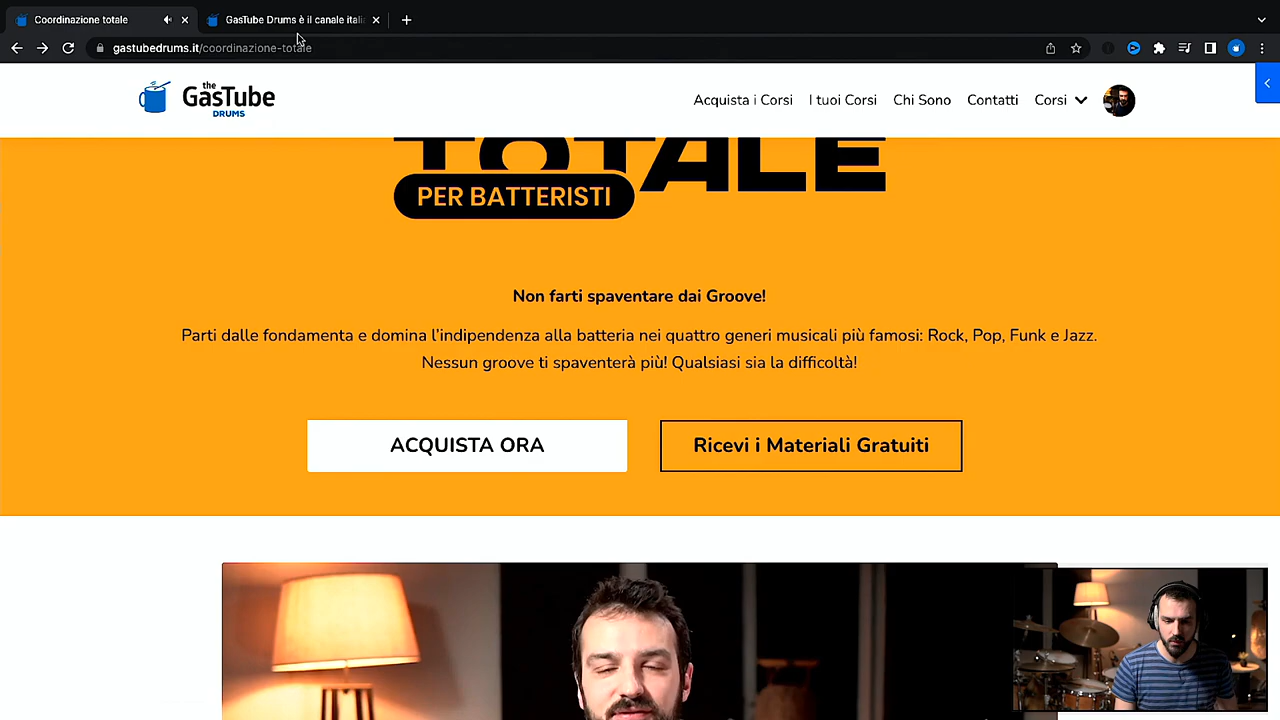 Coordinazione totale
GasTube Drums è il canale itali
gastubedrums.it/coordinazione-totale
the
GasTube
DRUMS
Acquista i Corsi
I tuoi Corsi
Chi Sono
Contatti
Corsi
TOTALE
PER BATTERISTI
Non farti spaventare dai Groove!
Parti dalle fondamenta e domina l'indipendenza alla batteria nei quattro generi musicali più famosi: Rock, Pop, Funk e Jazz.
Nessun groove ti spaventerà più! Qualsiasi sia la difficoltà!
ACQUISTA ORA
Ricevi i Materiali Gratuiti